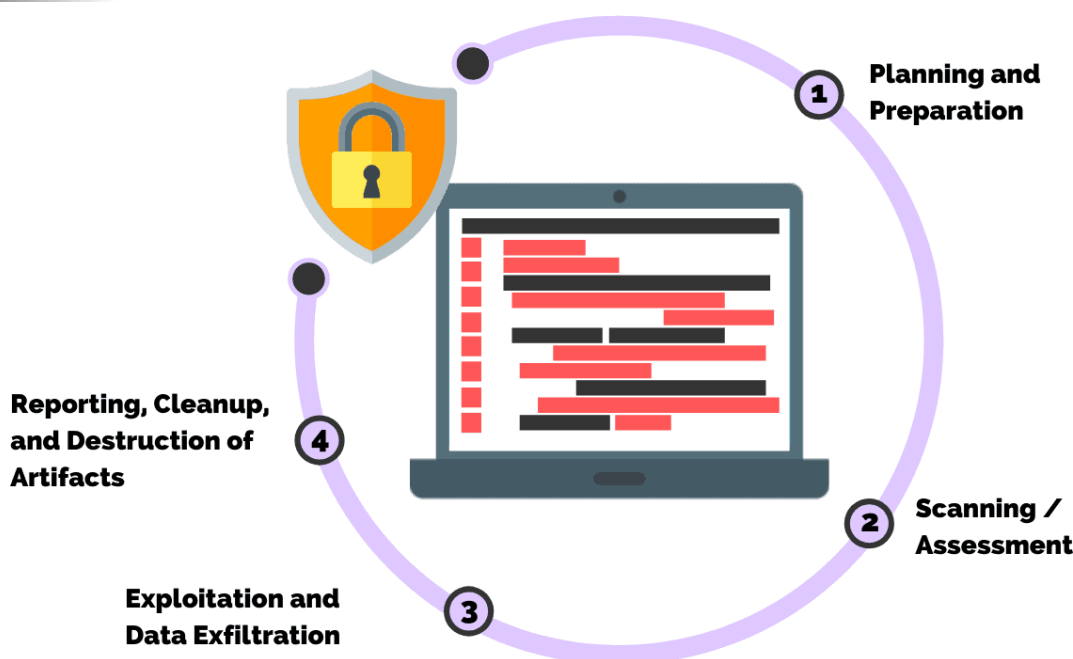 1
Planning and
Preparation
2
Scanning /
Assessment
3
Exploitation and
Data Exfiltration
4
Reporting, Cleanup,
and Destruction of
Artifacts